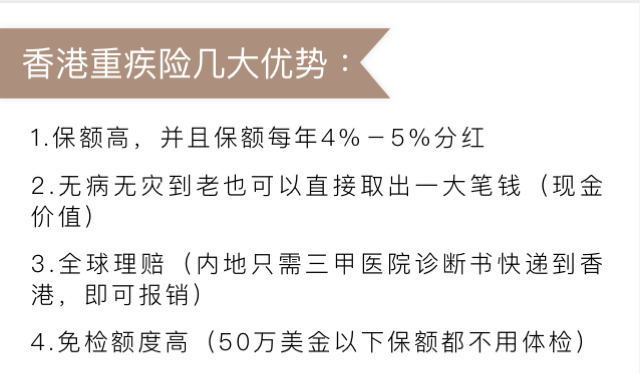 香港重疾险几大优势：
1.保额高，并且保额每年4%－5%分红
2.无病无灾到老也可以直接取出一大笔钱（现金
价值）
3.全球理赔（内地只需三甲医院诊断书快递到香
港，即可报销）
4.免检额度高（50万美金以下保额都不用体检）